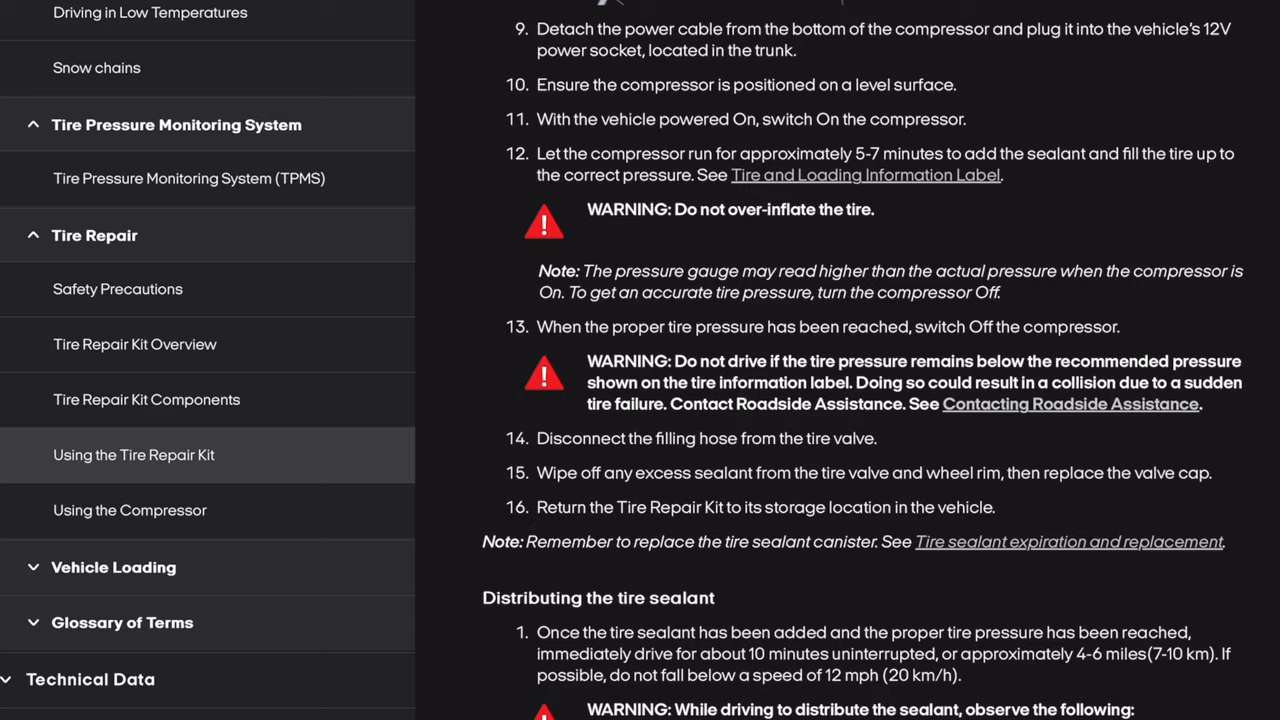 Driving in Low Temperatures
Snow chains
Tire Pressure Monitoring System
Tire Pressure Monitoring System (TPMS)
Tire Repair
Safety Precautions
Tire Repair Kit Overview
Tire Repair Kit Components
Using the Tire Repair Kit
Using the Compressor
Vehicle Loading
Glossary of Terms
Technical Data
9. Detach the power cable from the bottom of the compressor and plug it into the vehicle's 12V
power socket, located in the trunk.
10. Ensure the compressor is positioned on a level surface.
11. With the vehicle powered On, switch On the compressor.
12. Let the compressor run for approximately 5-7 minutes to add the sealant and fill the tire up to
the correct pressure. See Tire and Loading Information Label.
WARNING: Do not over-inflate the tire.
Note: The pressure gauge may read higher than the actual pressure when the compressor is
On. To get an accurate tire pressure, turn the compressor Off.
13. When the proper tire pressure has been reached, switch Off the compressor.
WARNING: Do not drive if the tire pressure remains below the recommended pressure
shown on the tire information label. Doing so could result in a collision due to a sudden
tire failure. Contact Roadside Assistance. See Contacting Roadside Assistance.
14. Disconnect the filling hose from the tire valve.
15. Wipe off any excess sealant from the tire valve and wheel rim, then replace the valve cap.
16. Return the Tire Repair Kit to its storage location in the vehicle.
Note: Remember to replace the tire sealant canister. See Tire sealant expiration and replacement.
Distributing the tire sealant
1. Once the tire sealant has been added and the proper tire pressure has been reached,
immediately drive for about 10 minutes uninterrupted, or approximately 4-6 miles(7-10 km). If
possible, do not fall below a speed of 12 mph (20 km/h).
WARNING: While driving to distribute the sealant, observe the following: